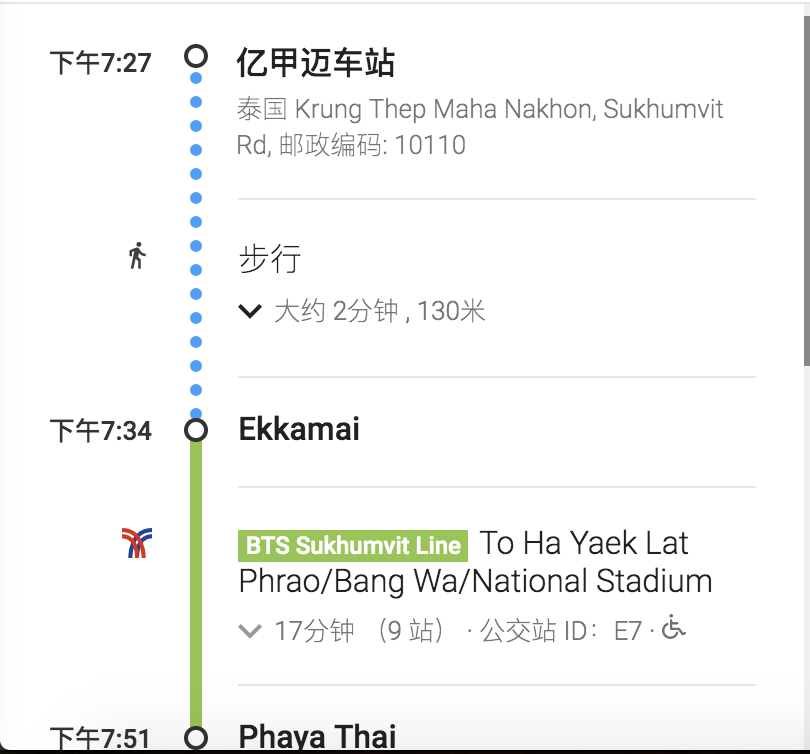 下午7:27
亿甲迈车站
泰国 Krung Thep Maha Nakhon, Sukhumvit
Rd, 邮政编码: 10110
步行
大约 2分钟 , 130米
下午7:34
Ekkamai
BTS Sukhumvit Line To Ha Yaek Lat
Phrao/Bang Wa/National Stadium
17分钟 （9 站） · 公交站 ID： E7 ·
下午7:51
Phaya Thai